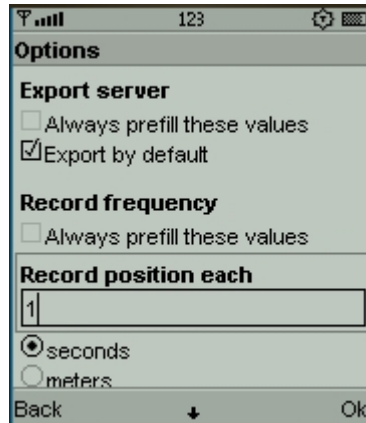 123
Options
Export server
Always prefill these values
Export by default
Record frequency
Always prefill these values
Record position each
1
seconds
meters
Back
Ok